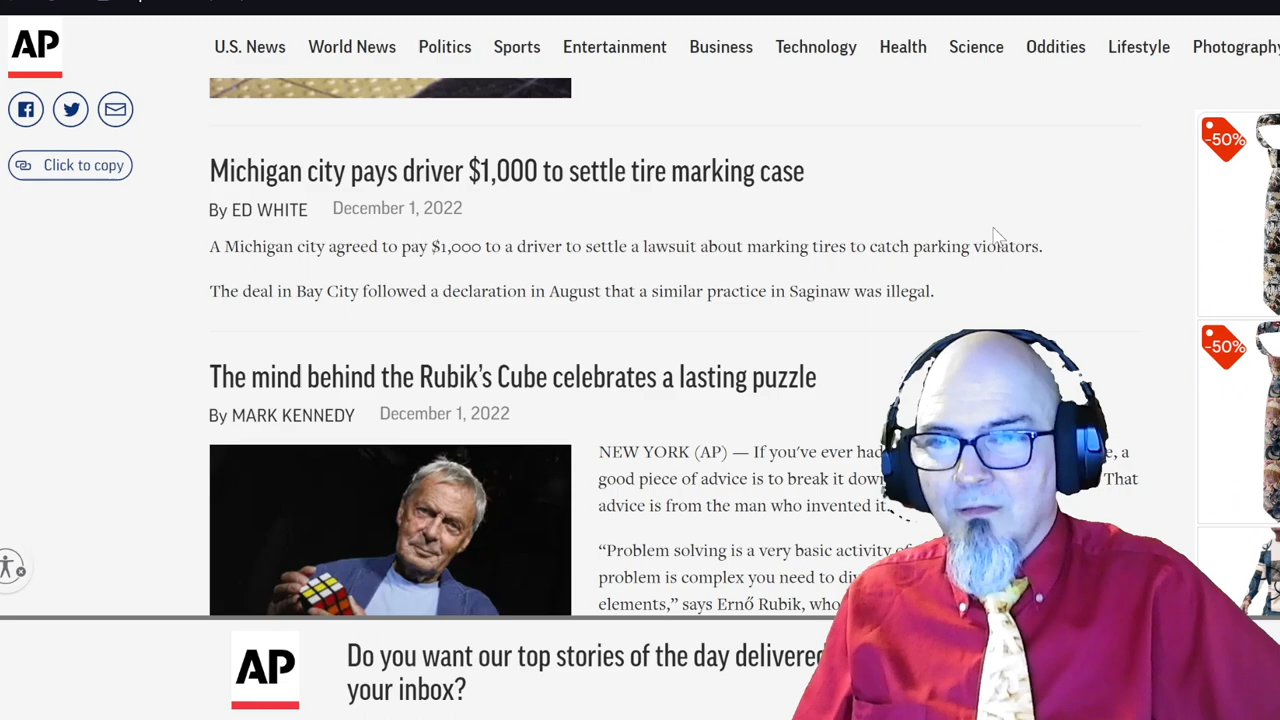 AP
U.S. News World News Politics Sports Entertainment Business Technology Health Science Oddities Lifestyle Photography
Click to copy
Michigan city pays driver $1,000 to settle tire marking case
By ED WHITE December 1, 2022
A Michigan city agreed to pay $1,000 to a driver to settle a lawsuit about marking tires to catch parking violators.
The deal in Bay City followed a declaration in August that a similar practice in Saginaw was illegal.
-50%
-50%
The mind behind the Rubik's Cube celebrates a lasting puzzle
By MARK KENNEDY December 1, 2022
NEW YORK (AP) — If you've ever had e, a
good piece of advice is to break it down That
advice is from the man who invented it.
“Problem solving is a very basic activity of
problem is complex you need to
elements,” says Ernő Rubik, who
AP
Do you want our top stories of the day delivered
your inbox?